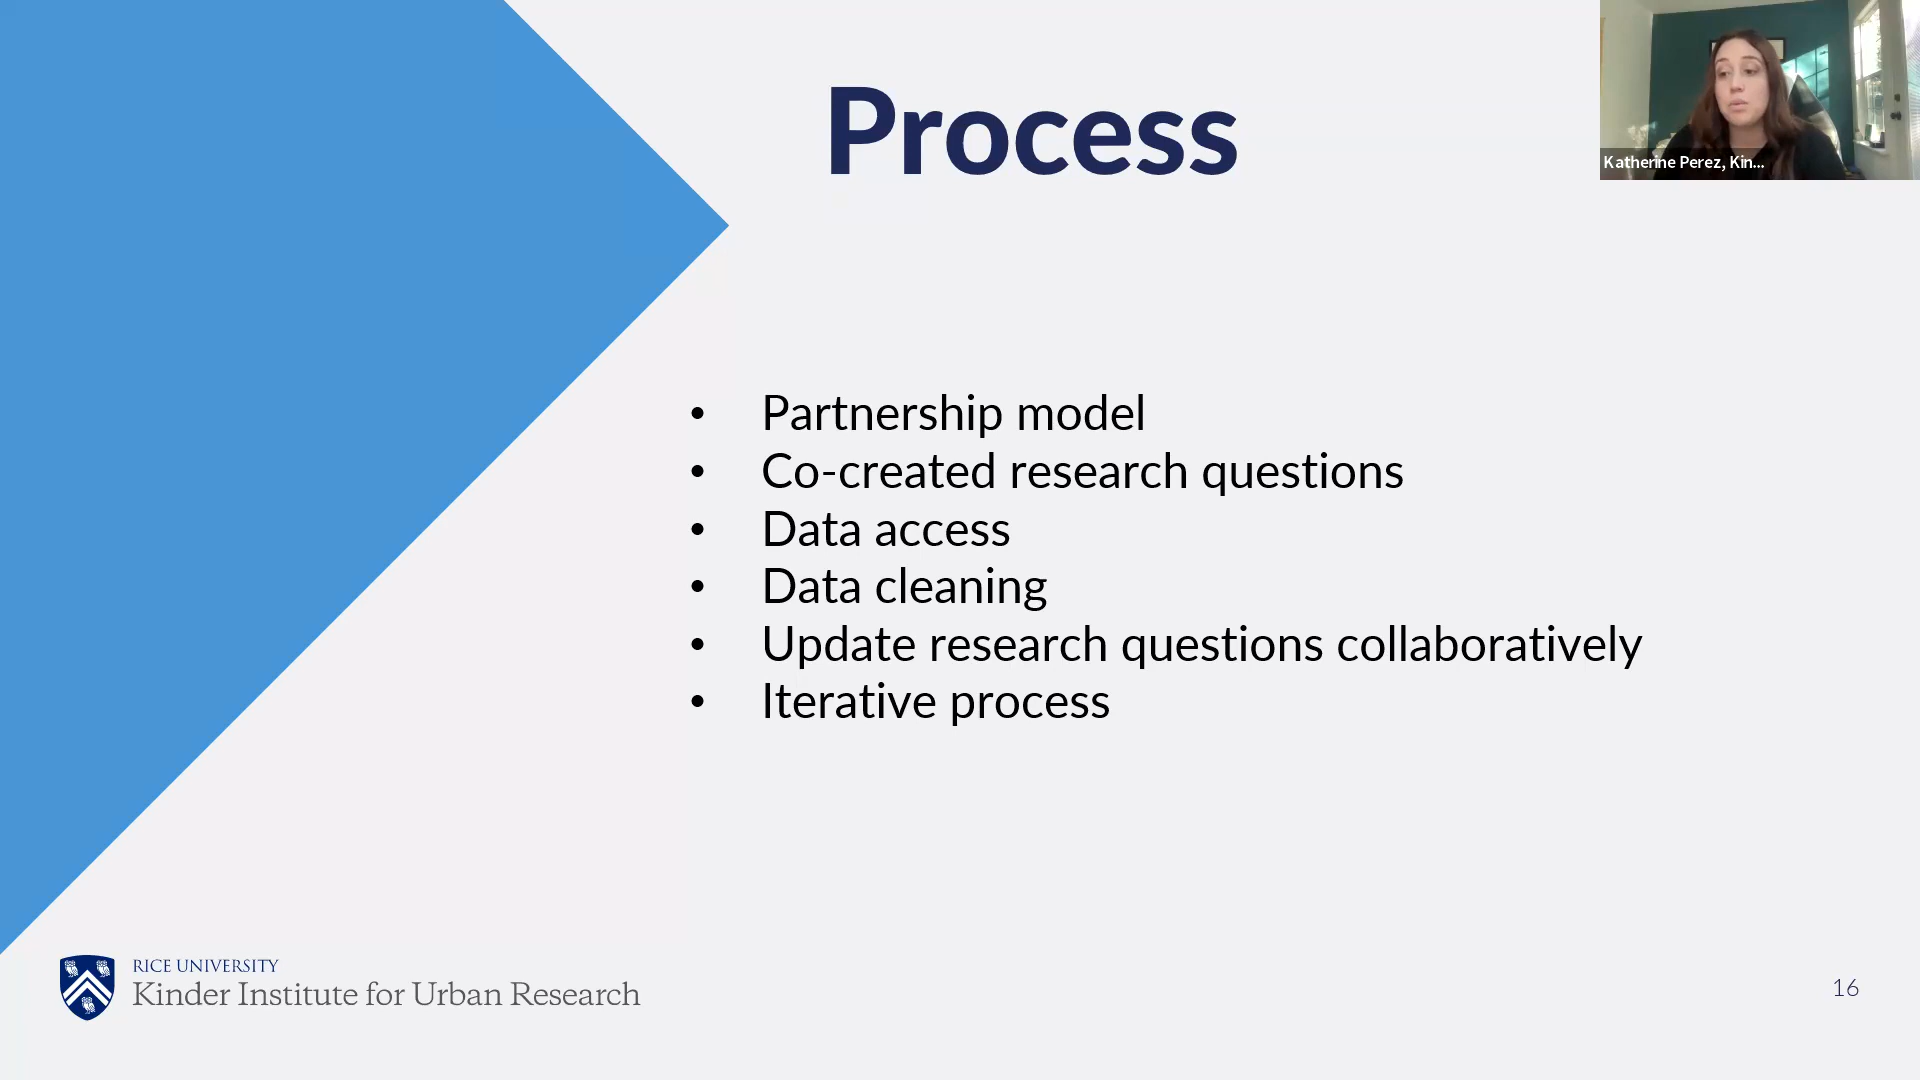 Process
Katherine Perez, Kin...
• Partnership model
• Co-created research questions
• Data access
• Data cleaning
• Update research questions collaboratively
• Iterative process
RICE UNIVERSITY
Kinder Institute for Urban Research
16